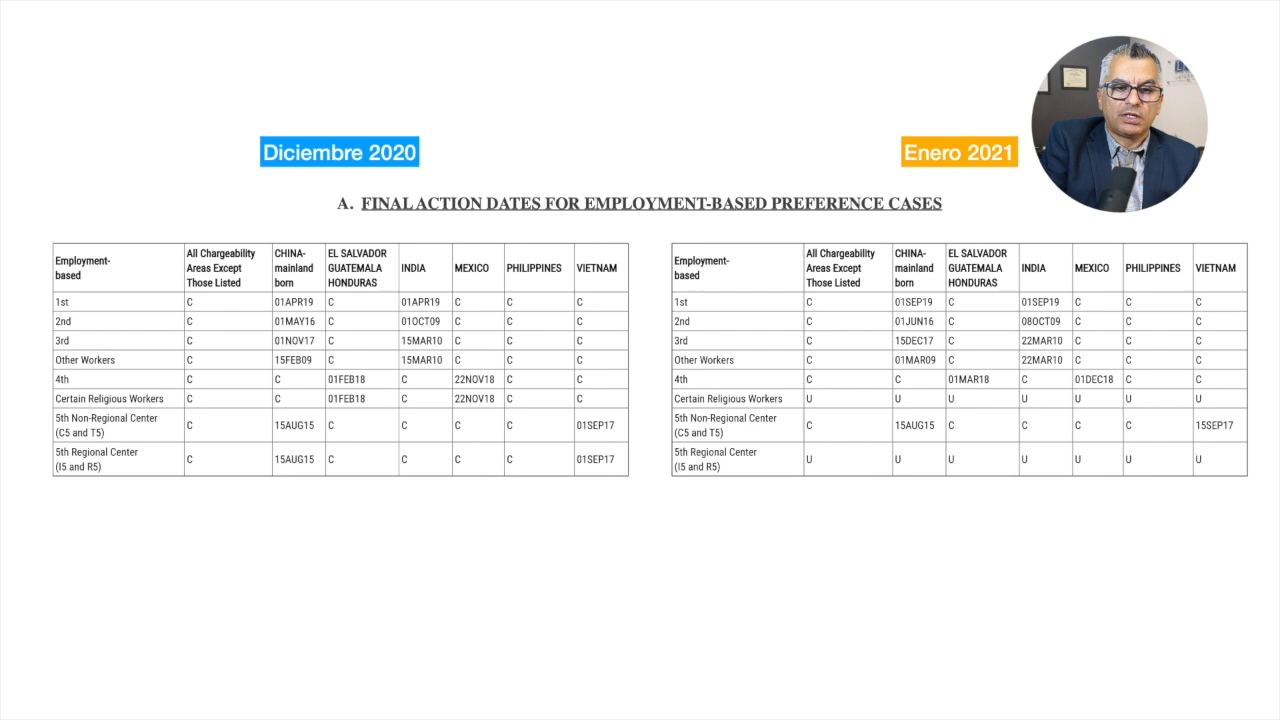 Diciembre 2020
Enero 2021
A. FINAL ACTION DATES FOR EMPLOYMENT-BASED PREFERENCE CASES
Employment-based All Chargeability Areas Except Those Listed CHINA-mainland born EL SALVADOR GUATEMALA HONDURAS INDIA MEXICO PHILIPPINES VIETNAM
1st C 01APR19 C 01APR19 C C C
2nd C 01MAY16 C 01OCT09 C C C
3rd C 01NOV17 C 15MAR10 C C C
Other Workers C 15FEB09 C 15MAR10 C C C
4th C C 01FEB18 C 22NOV18 C C
Certain Religious Workers C C 01FEB18 C 22NOV18 C C
5th Non-Regional Center (C5 and T5) C 15AUG15 C C C C 01SEP17
5th Regional Center (I5 and R5) C 15AUG15 C C C C 01SEP17
Employment-based All Chargeability Areas Except Those Listed CHINA-mainland born EL SALVADOR GUATEMALA HONDURAS INDIA MEXICO PHILIPPINES VIETNAM
1st C 01SEP19 C 01SEP19 C C C
2nd C 01JUN16 C 08OCT09 C C C
3rd C 15DEC17 C 22MAR10 C C C
Other Workers C 01MAR09 C 22MAR10 C C C
4th C C 01MAR18 C 01DEC18 C C
Certain Religious Workers U U U U U U U
5th Non-Regional Center (C5 and T5) C 15AUG15 C C C C 15SEP17
5th Regional Center (I5 and R5) U U U U U U U